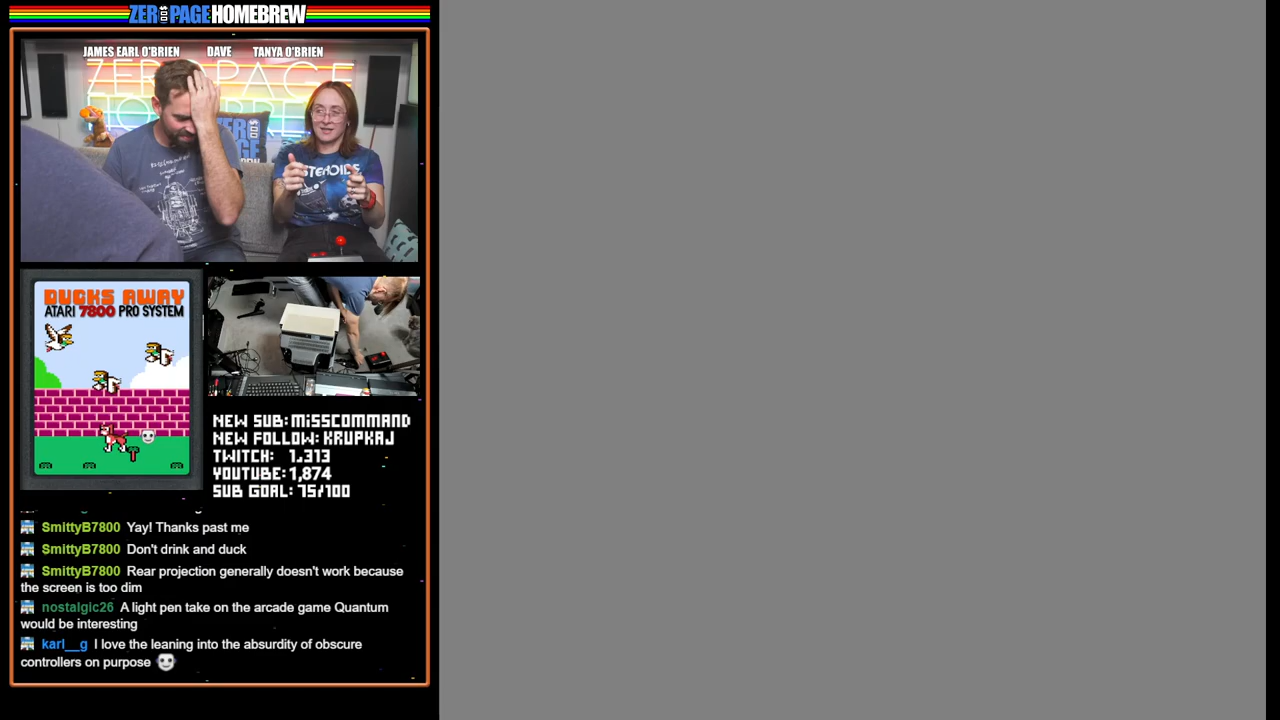 ZEROPAGE HOMEBREW
JAMES EARL O'BRIEN DAVE TANYA O'BRIEN
DUCKS AWAY
ATARI 7800 PRO SYSTEM
NEW SUB: MISSCOMMAND
NEW FOLLOW: KRUPKAJ
TWITCH: 1,313
YOUTUBE: 1,874
SUB GOAL: 75/100
SmittyB7800 Yay! Thanks past me
SmittyB7800 Don't drink and duck
SmittyB7800 Rear projection generally doesn't work because
the screen is too dim
nostalgic26 A light pen take on the arcade game Quantum
would be interesting
karl__g I love the leaning into the absurdity of obscure
controllers on purpose